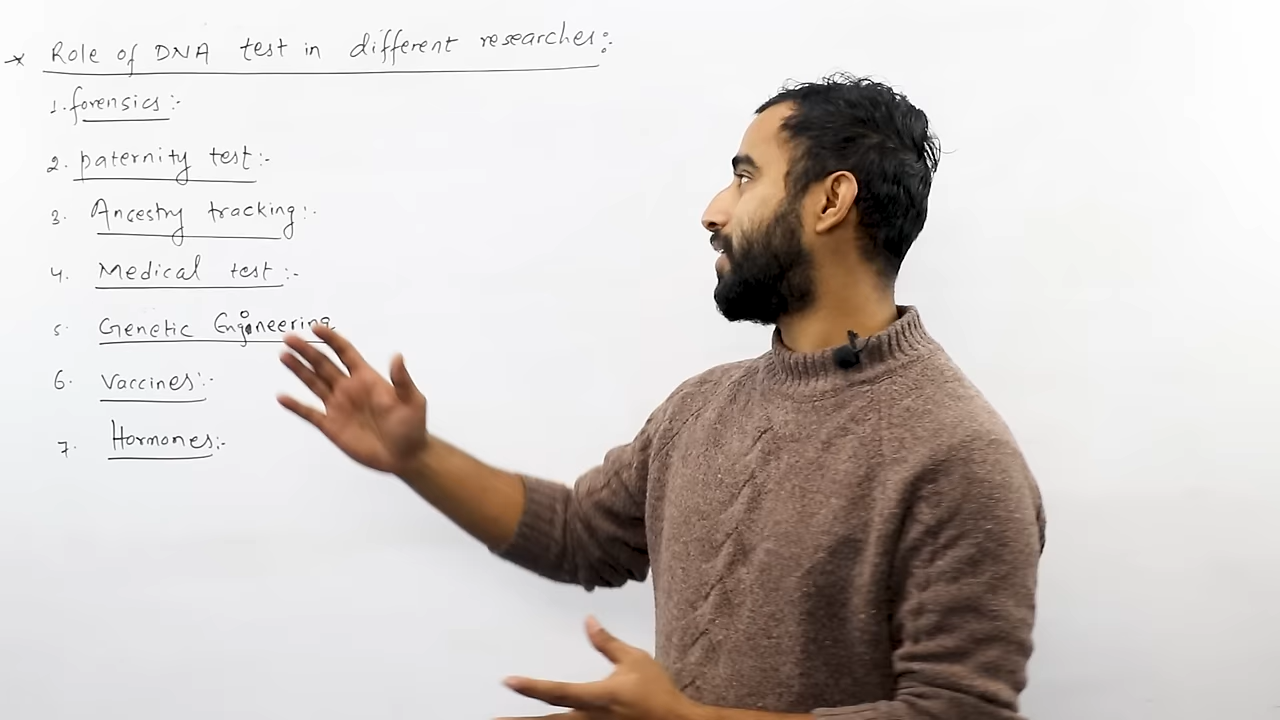 * Role of DNA test in different researches:
1. forensics:-
2. paternity test:-
3. Ancestry tracking:-
4. Medical test:-
5. Genetic Engineering
6. vaccines:-
7. Hormones:-